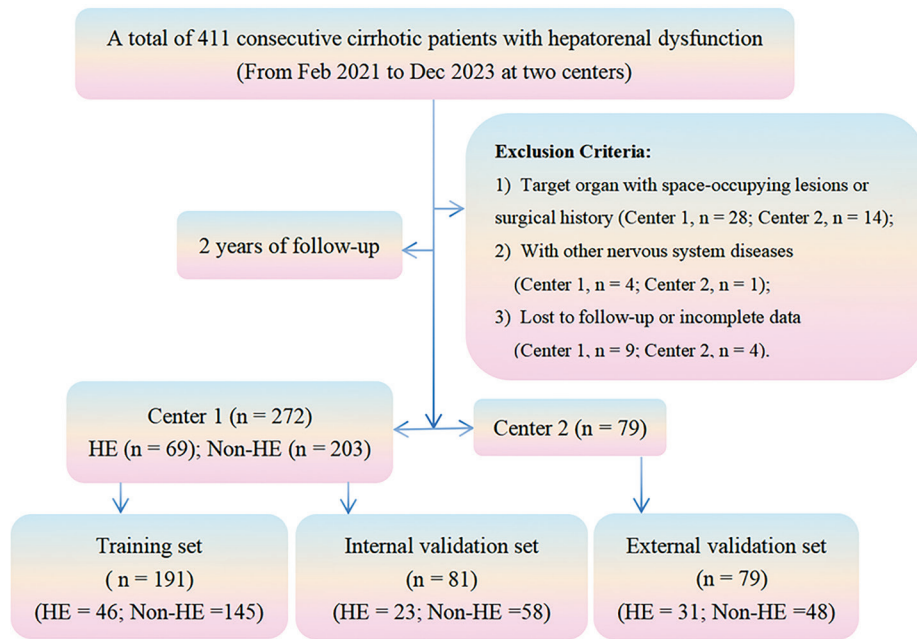 A total of 411 consecutive cirrhotic patients with hepatorenal dysfunction
(From Feb 2021 to Dec 2023 at two centers)
Exclusion Criteria:
1) Target organ with space-occupying lesions or
surgical history (Center 1, n = 28; Center 2, n = 14);
2) With other nervous system diseases
(Center 1, n = 4; Center 2, n = 1);
3) Lost to follow-up or incomplete data
(Center 1, n = 9; Center 2, n = 4).
2 years of follow-up
Center 1 (n = 272)
HE (n = 69); Non-HE (n = 203)
Center 2 (n = 79)
Training set
( n = 191)
(HE = 46; Non-HE =145)
Internal validation set
(n = 81)
(HE = 23; Non-HE =58)
External validation set
(n = 79)
(HE = 31; Non-HE =48)